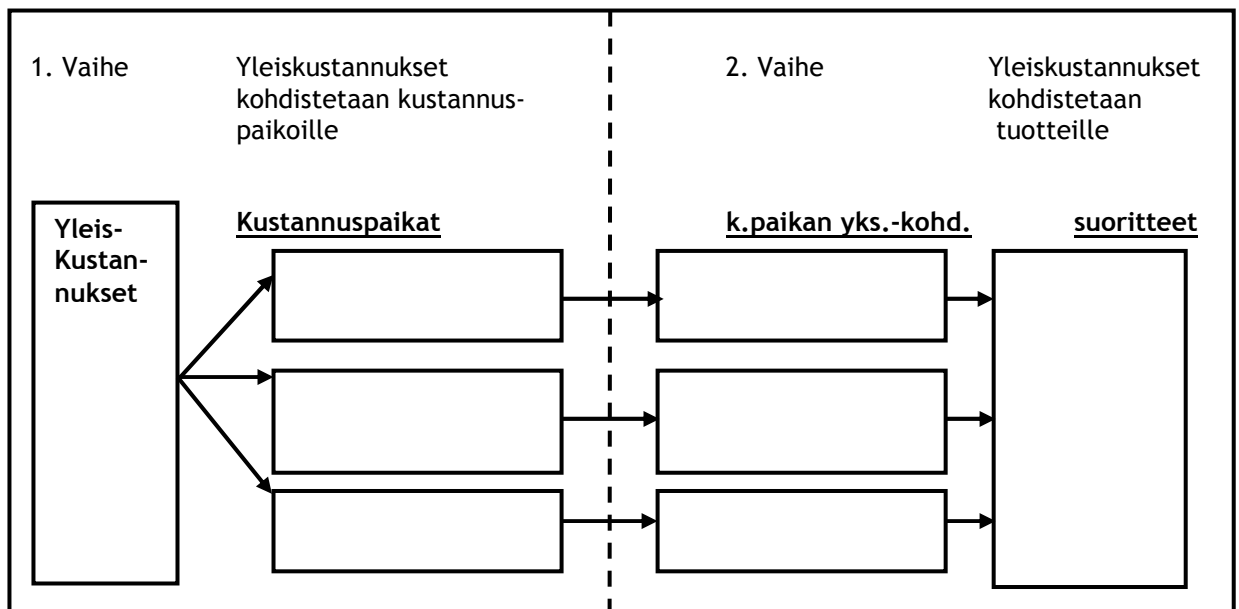 1. Vaihe
Yleiskustannukset
kohdistetaan kustannus-
paikoille
2. Vaihe
Yleiskustannukset
kohdistetaan
tuotteille
Yleis-
Kustan-
nukset
Kustannuspaikat
k.paikan yks.-kohd.
suoritteet